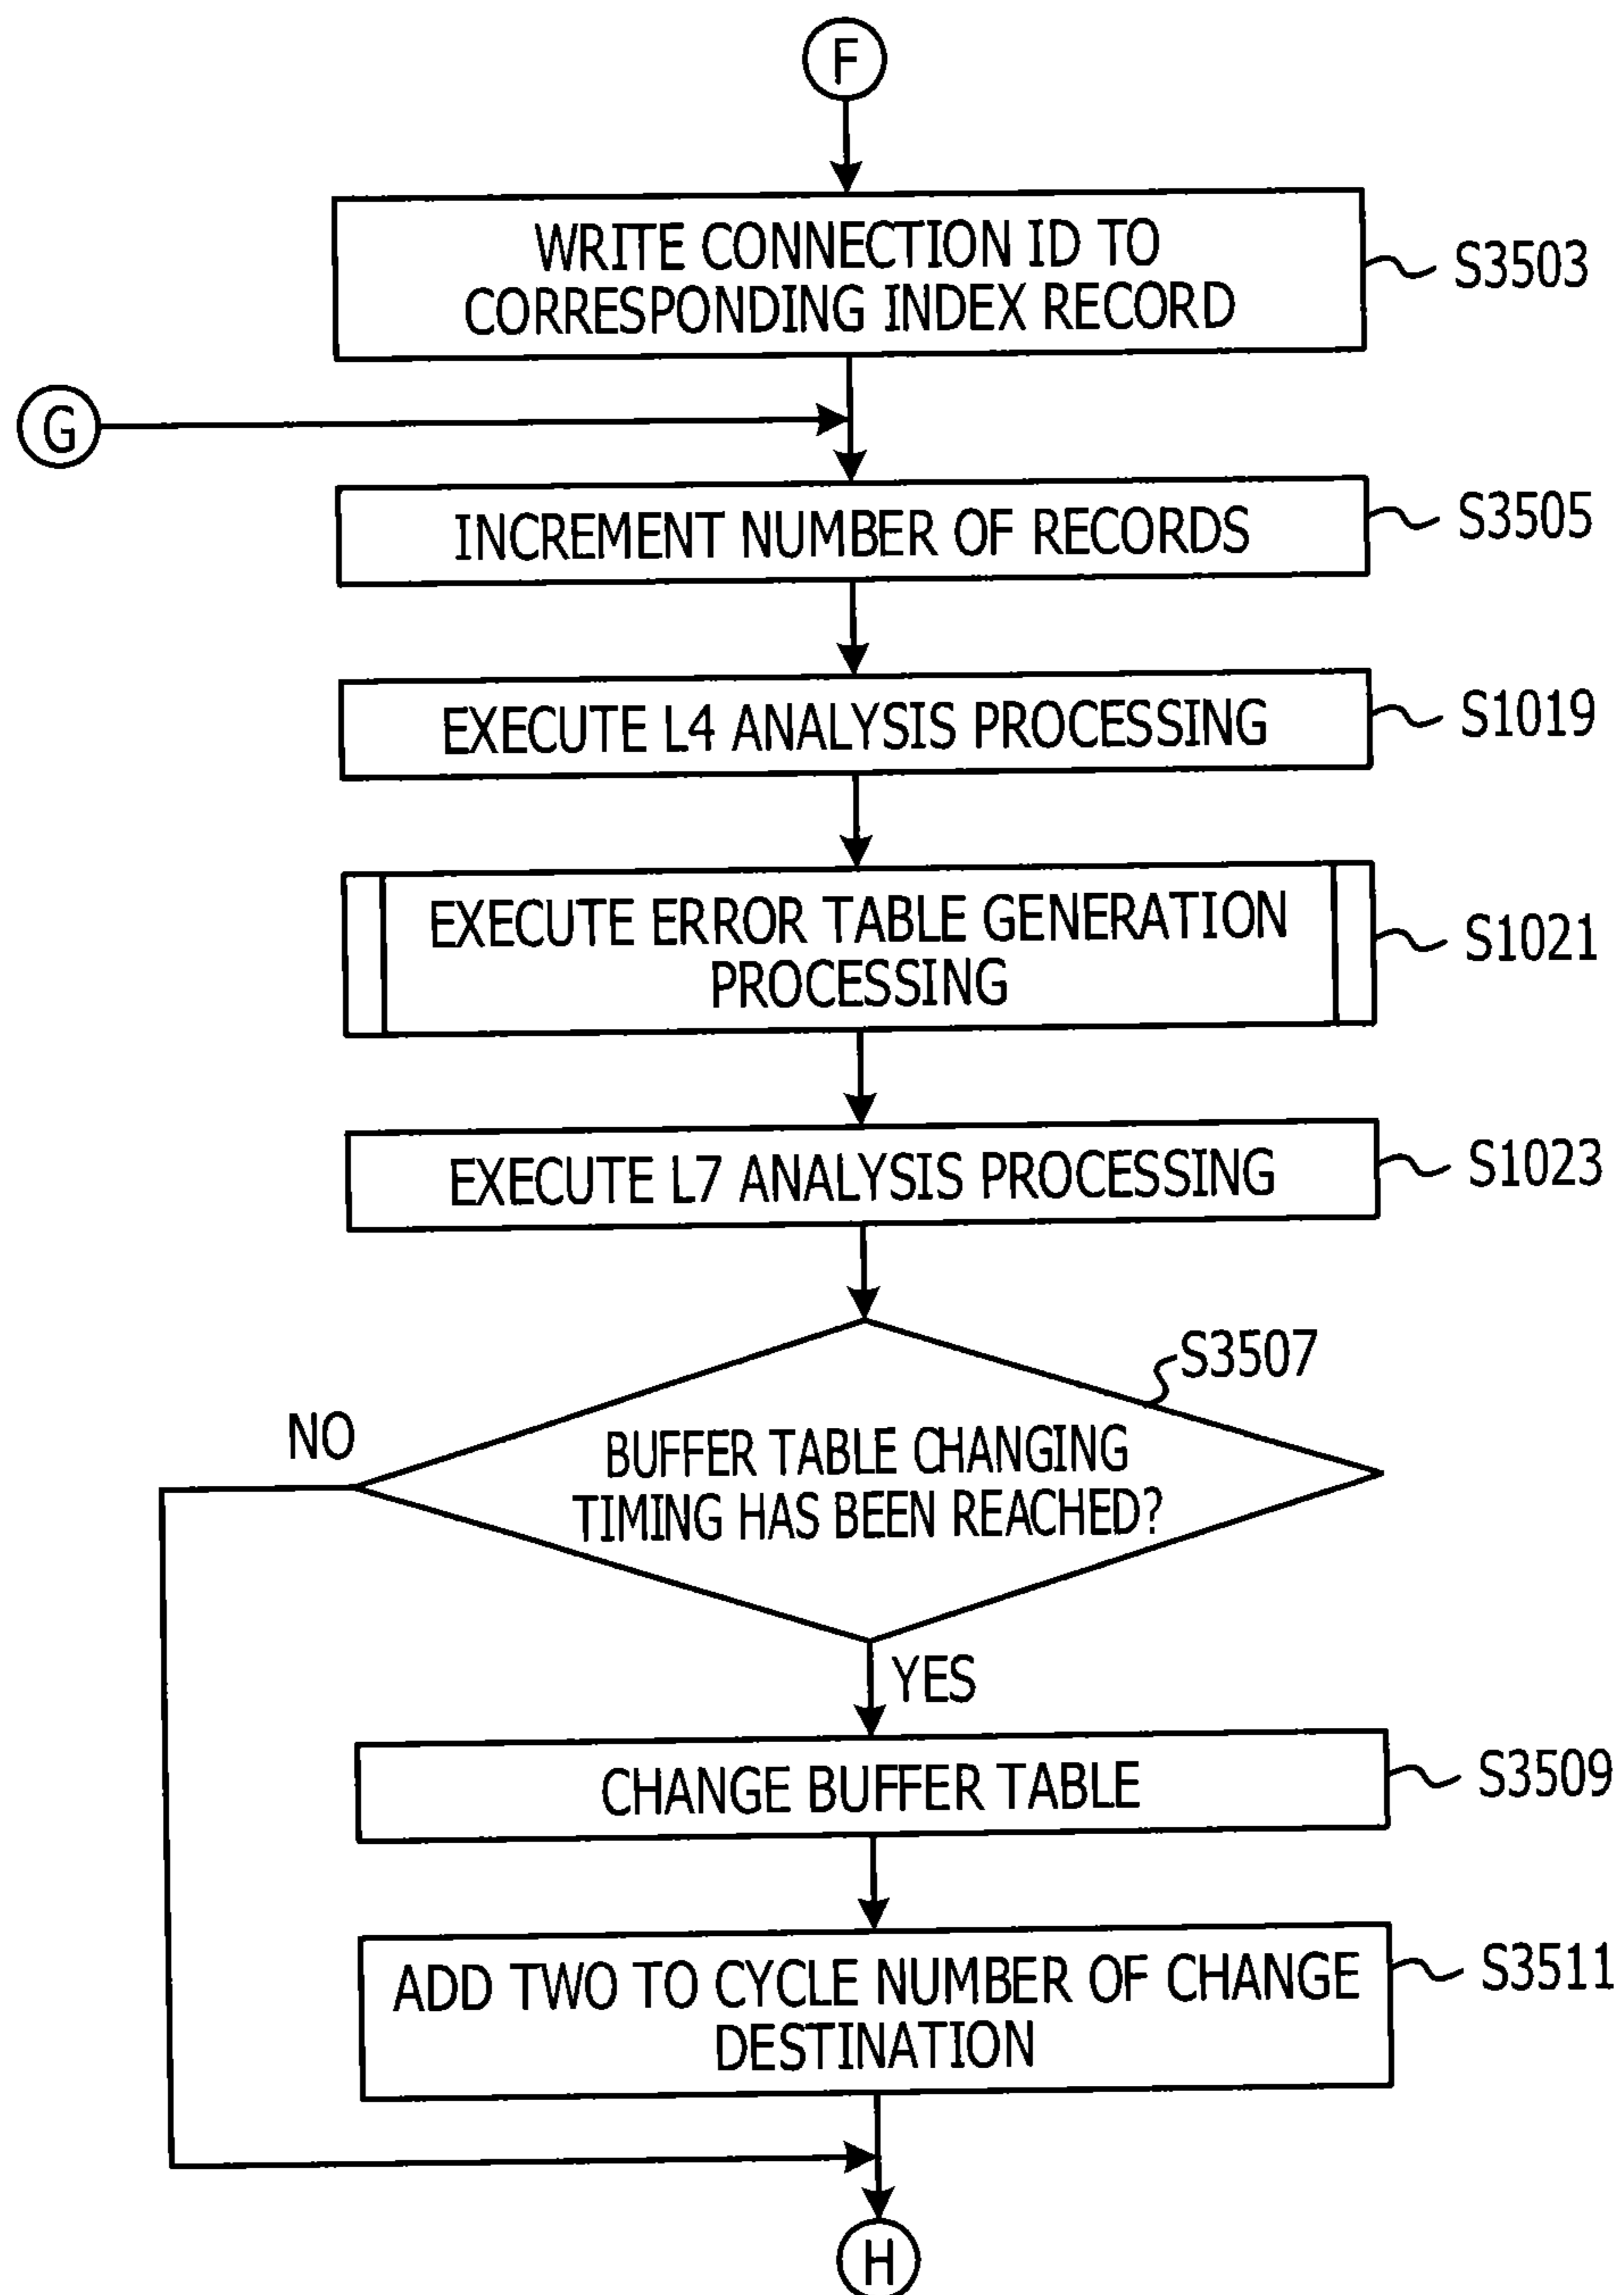 F
WRITE CONNECTION ID TO
CORRESPONDING INDEX RECORD
S3503
G
INCREMENT NUMBER OF RECORDS
S3505
EXECUTE L4 ANALYSIS PROCESSING
S1019
EXECUTE ERROR TABLE GENERATION
PROCESSING
S1021
EXECUTE L7 ANALYSIS PROCESSING
S1023
S3507
NO
BUFFER TABLE CHANGING
TIMING HAS BEEN REACHED?
YES
CHANGE BUFFER TABLE
S3509
ADD TWO TO CYCLE NUMBER OF CHANGE
DESTINATION
S3511
H